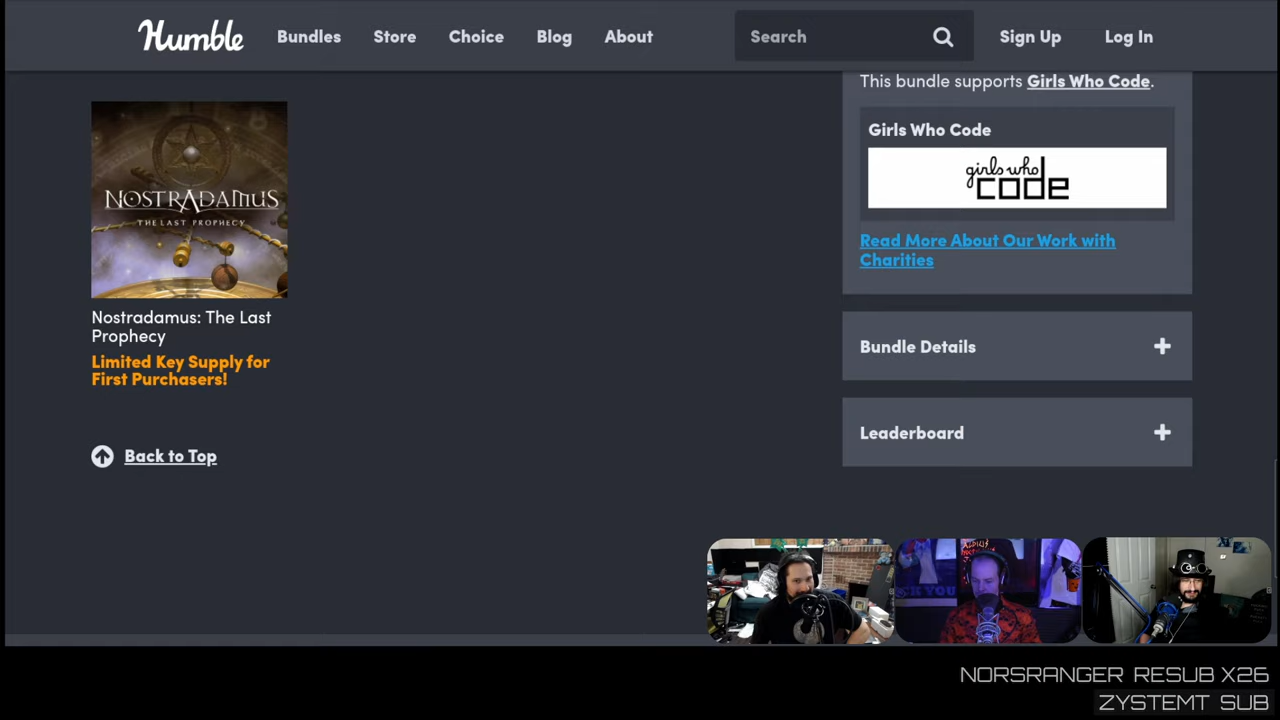 Humble
Bundles
Store
Choice
Blog
About
Search
Sign Up
Log In
NOSTRADAMUS
THE LAST PROPHECY
Nostradamus: The Last
Prophecy
Limited Key Supply for
First Purchasers!
Back to Top
This bundle supports Girls Who Code.
Girls Who Code
girls who
code
Read More About Our Work with
Charities
Bundle Details
Leaderboard
NORSRANGER RESUB X26
ZYSTEMT SUB